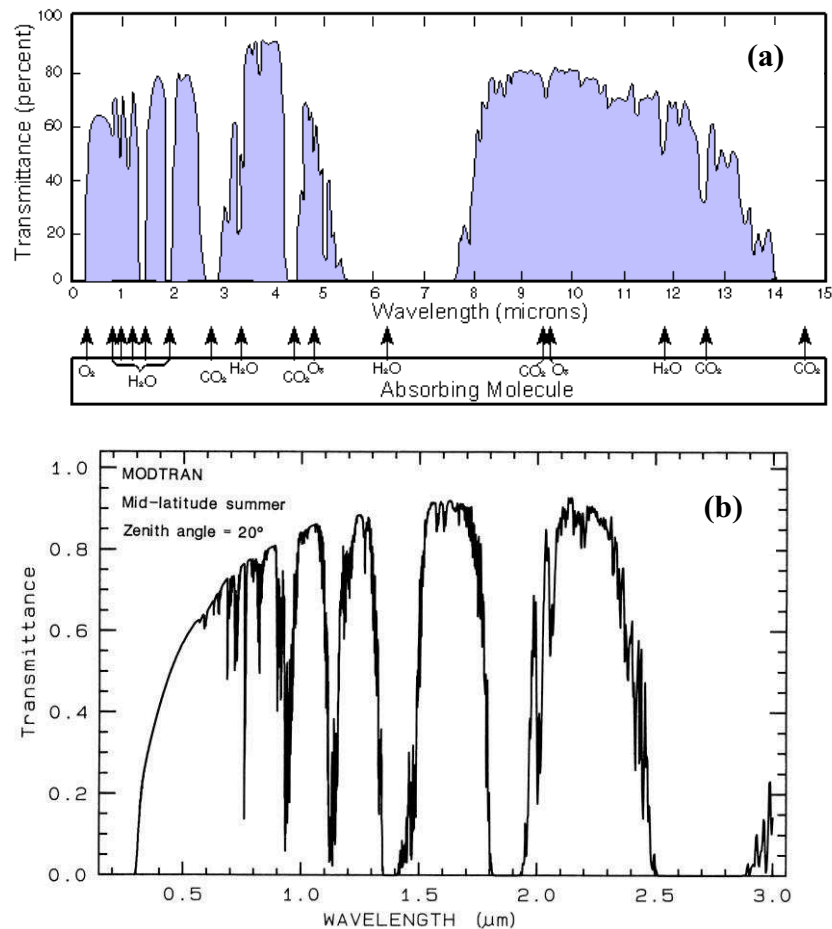 (a)
Transmittance (percent)
100
80
60
40
20
0
0 1 2 3 4 5 6 7 8 9 10 11 12 13 14 15
Wavelength (microns)
O₂ H₂O CO₂ H₂O CO₂ O₃ H₂O CO₂ O₃ H₂O CO₂ CO₂
Absorbing Molecule
(b)
MODTRAN
Mid-latitude summer
Zenith angle = 20°
Transmittance
1.0
0.8
0.6
0.4
0.2
0.0
0.5 1.0 1.5 2.0 2.5 3.0
WAVELENGTH (μm)